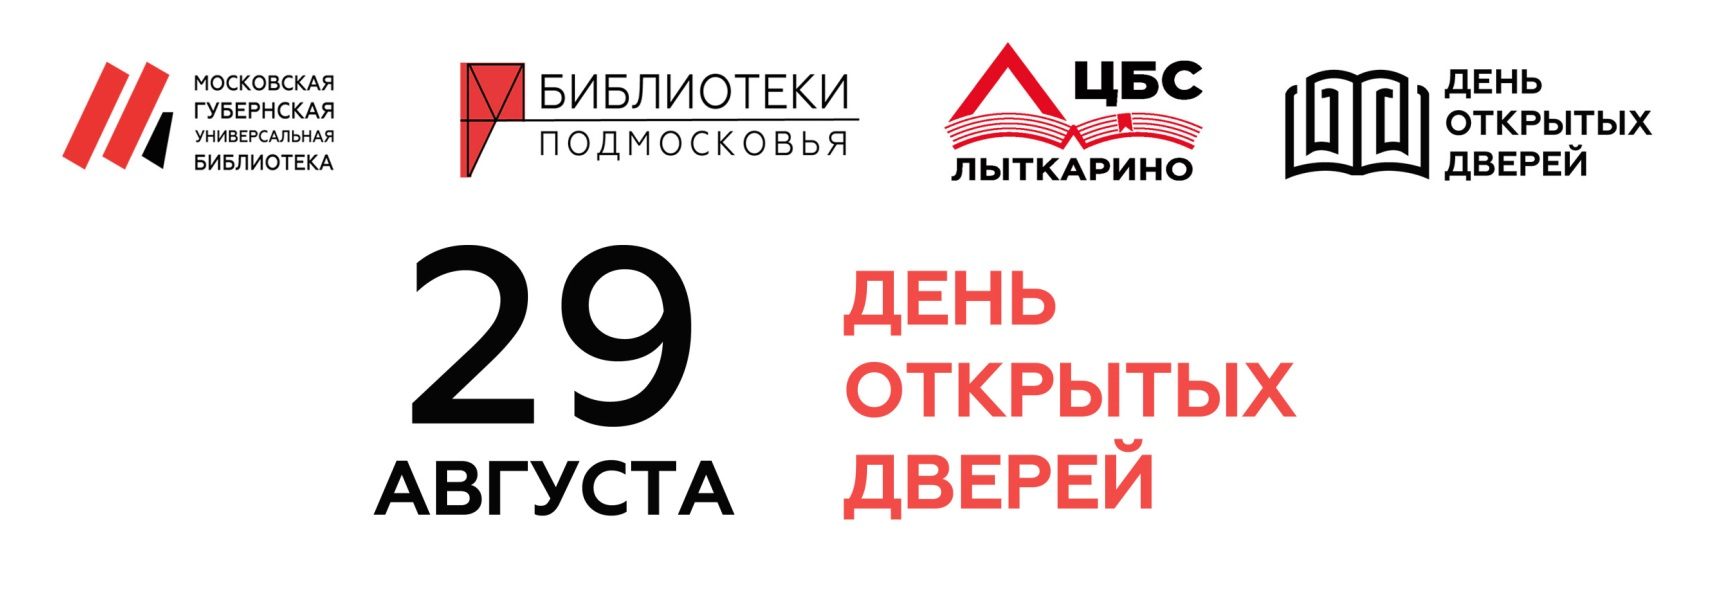 МОСКОВСКАЯ
ГУБЕРНСКАЯ
УНИВЕРСАЛЬНАЯ
БИБЛИОТЕКА
БИБЛИОТЕКИ
ПОДМОСКОВЬЯ
ЦБС
ЛЫТКАРИНО
ДЕНЬ
ОТКРЫТЫХ
ДВЕРЕЙ
29
АВГУСТА
ДЕНЬ
ОТКРЫТЫХ
ДВЕРЕЙ